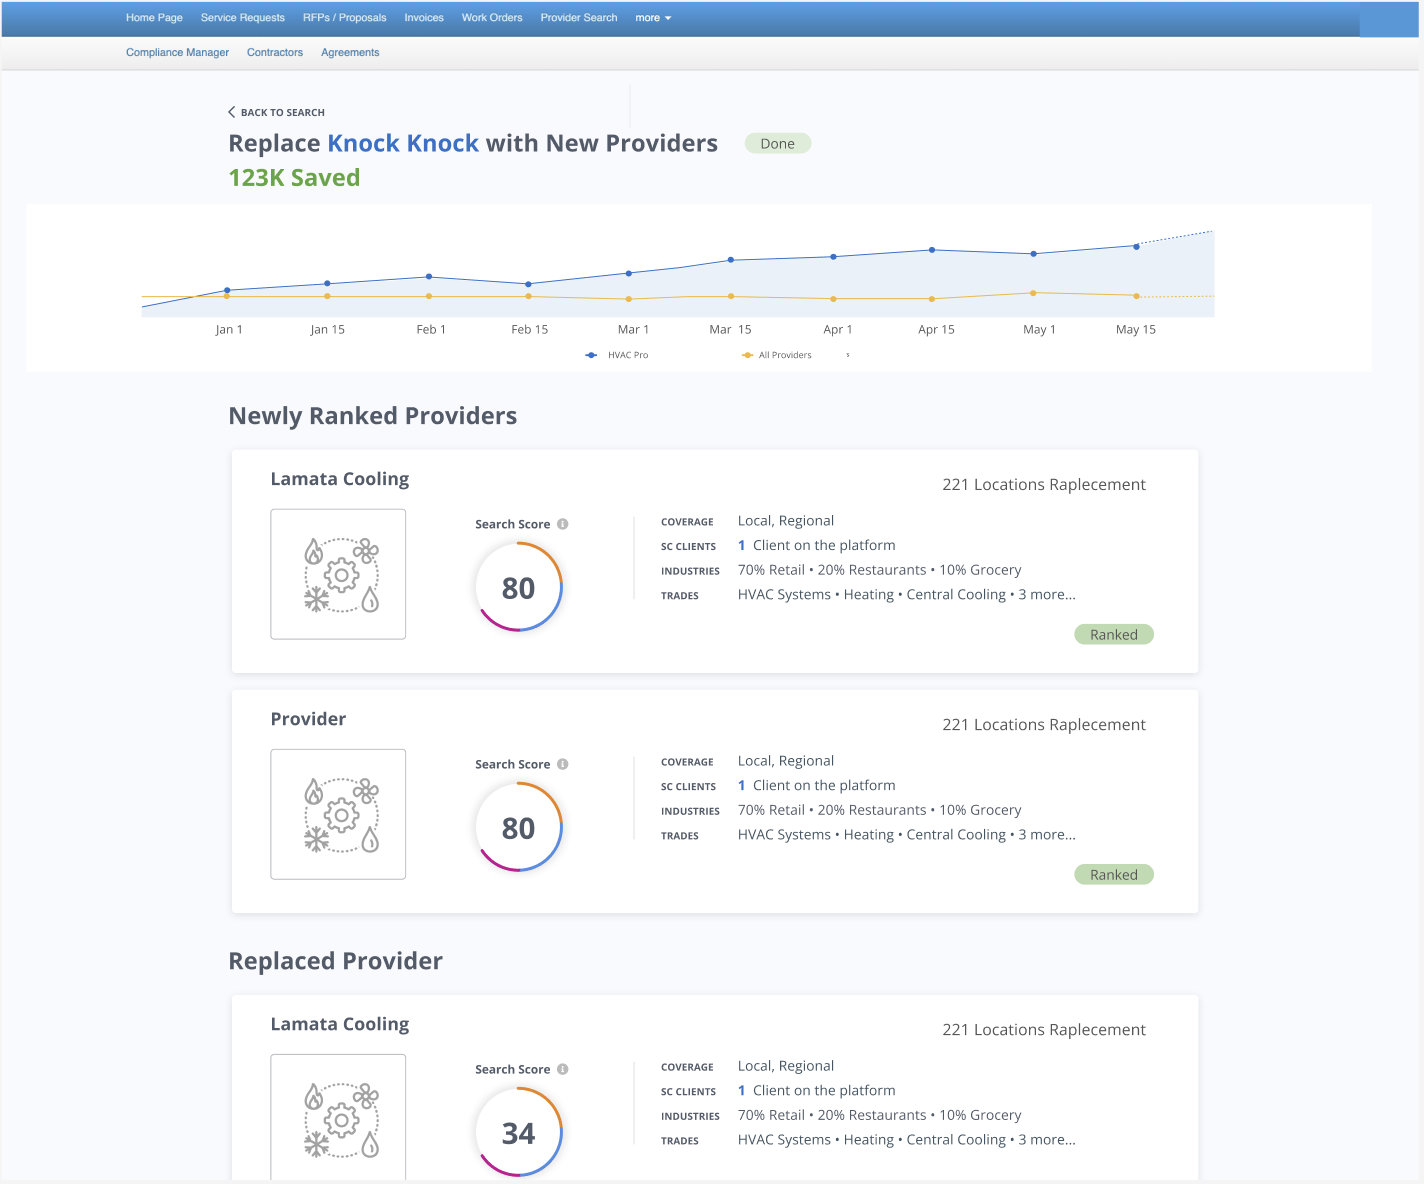 Home Page Service Requests RFPs / Proposals Invoices Work Orders Provider Search more
Compliance Manager Contractors Agreements
BACK TO SEARCH
Replace Knock Knock with New Providers Done
123K Saved
Jan 1 Jan 15 Feb 1 Feb 15 Mar 1 Mar 15 Apr 1 Apr 15 May 1 May 15
HVAC Pro All Providers s
Newly Ranked Providers
Lamata Cooling
221 Locations Raplecement
Search Score
80
COVERAGE Local, Regional
SC CLIENTS 1 Client on the platform
INDUSTRIES 70% Retail • 20% Restaurants • 10% Grocery
TRADES HVAC Systems • Heating • Central Cooling • 3 more...
Ranked
Provider
221 Locations Raplecement
Search Score
80
COVERAGE Local, Regional
SC CLIENTS 1 Client on the platform
INDUSTRIES 70% Retail • 20% Restaurants • 10% Grocery
TRADES HVAC Systems • Heating • Central Cooling • 3 more...
Ranked
Replaced Provider
Lamata Cooling
221 Locations Raplecement
Search Score
34
COVERAGE Local, Regional
SC CLIENTS 1 Client on the platform
INDUSTRIES 70% Retail • 20% Restaurants • 10% Grocery
TRADES HVAC Systems • Heating • Central Cooling • 3 more...